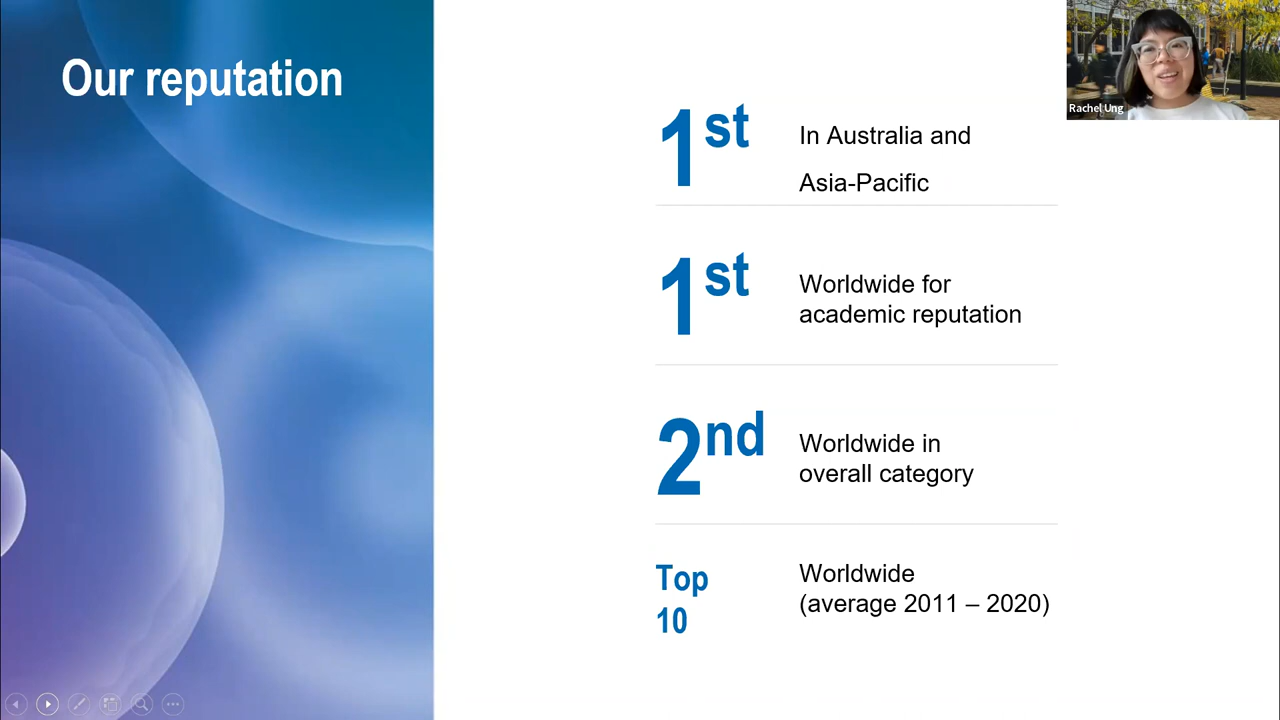 Our reputation
1st
In Australia and
Asia-Pacific
1st
Worldwide for
academic reputation
2nd
Worldwide in
overall category
Top
10
Worldwide
(average 2011 – 2020)
Rachel Ung